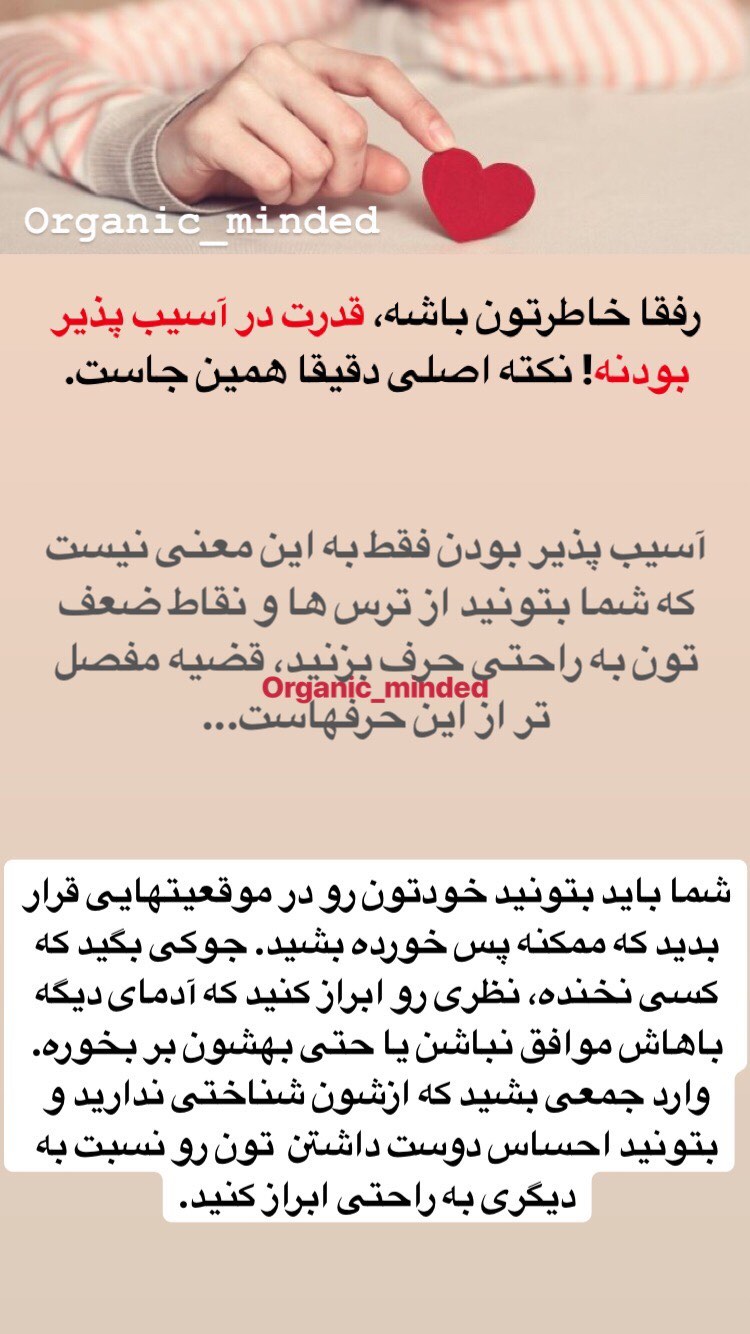 Organic_minded
رفقا خاطرتون باشه، قدرت در آسیب پذیر
بودنه! نکته اصلی دقیقا همین جاست.
آسیب پذیر بودن فقط به این معنی نیست
که شما بتونید از ترس ها و نقاط ضعف
تون به راحتی حرف بزنید، قضیه مفصل
Organic_minded
تر از این حرفهاست...
شما باید بتونید خودتون رو در موقعیتهایی قرار
بدید که ممکنه پس خورده بشید. جوکی بگید که
کسی نخنده، نظری رو ابراز کنید که آدمای دیگه
باهاش موافق نباشن یا حتی بهشون بر بخوره.
وارد جمعی بشید که ازشون شناختی ندارید و
بتونید احساس دوست داشتن تون رو نسبت به
دیگری به راحتی ابراز کنید.